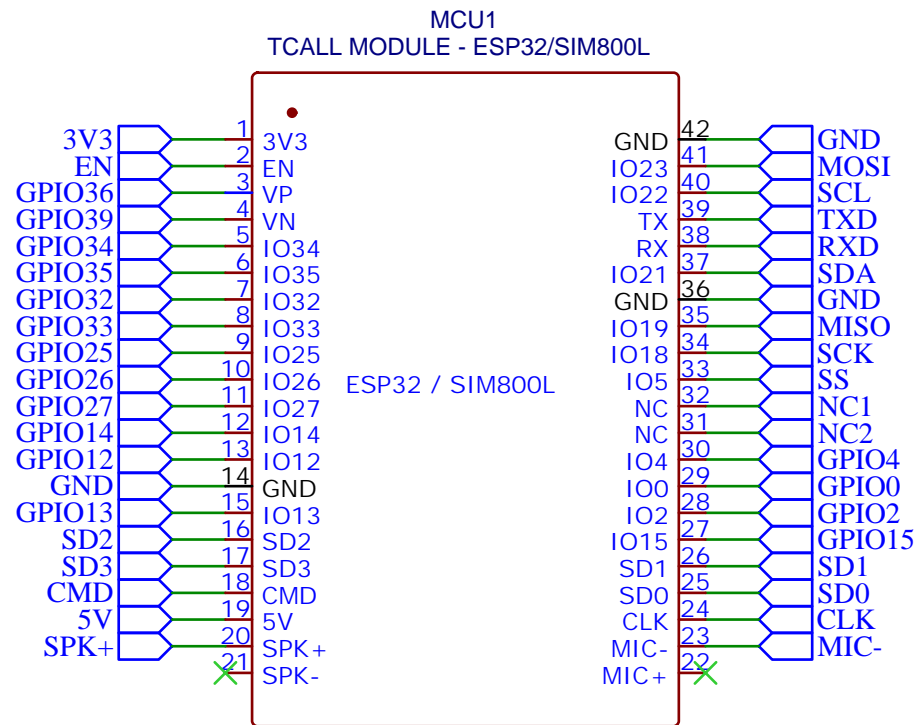 MCU1
TCALL MODULE - ESP32/SIM800L
3V3 1 3V3 GND 42 GND
EN 2 EN IO23 41 MOSI
GPIO36 3 VP IO22 40 SCL
GPIO39 4 VN TX 39 TXD
GPIO34 5 IO34 RX 38 RXD
GPIO35 6 IO35 IO21 37 SDA
GPIO32 7 IO32 GND 36 GND
GPIO33 8 IO33 IO19 35 MISO
GPIO25 9 IO25 IO18 34 SCK
GPIO26 10 IO26 ESP32 / SIM800L IO5 33 SS
GPIO27 11 IO27 NC 32 NC1
GPIO14 12 IO14 NC 31 NC2
GPIO12 13 IO12 IO4 30 GPIO4
GND 14 GND IO0 29 GPIO0
GPIO13 15 IO13 IO2 28 GPIO2
SD2 16 SD2 IO15 27 GPIO15
SD3 17 SD3 SD1 26 SD1
CMD 18 CMD SD0 25 SD0
5V 19 5V CLK 24 CLK
SPK+ 20 SPK+ MIC- 23 MIC-
21 SPK- MIC+ 22